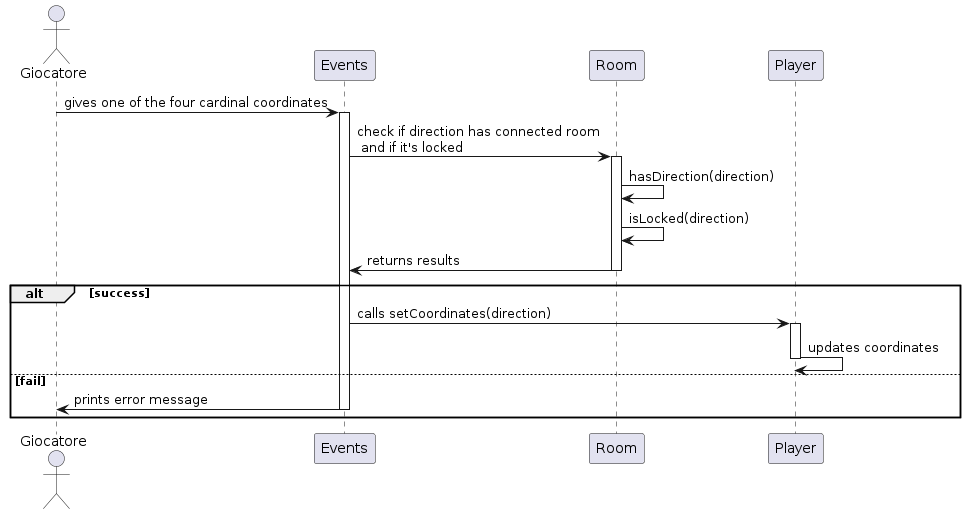 Giocatore
Events
Room
Player
gives one of the four cardinal coordinates
check if direction has connected room
and if it's locked
hasDirection(direction)
isLocked(direction)
returns results
alt [success]
calls setCoordinates(direction)
updates coordinates
[fail]
prints error message
Giocatore
Events
Room
Player